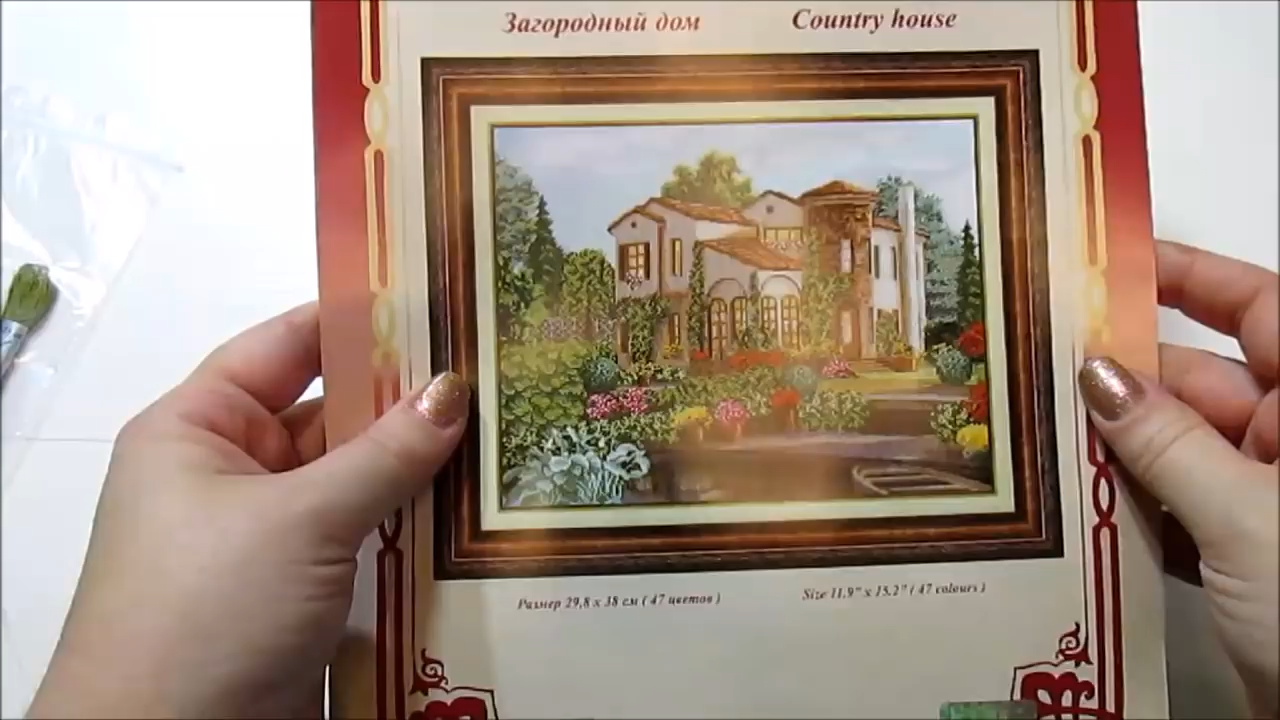 Загородный дом
Country house
Размер 29,8 х 38 см ( 47 цветов )
Size 11.9" x 15.2" ( 47 colours )